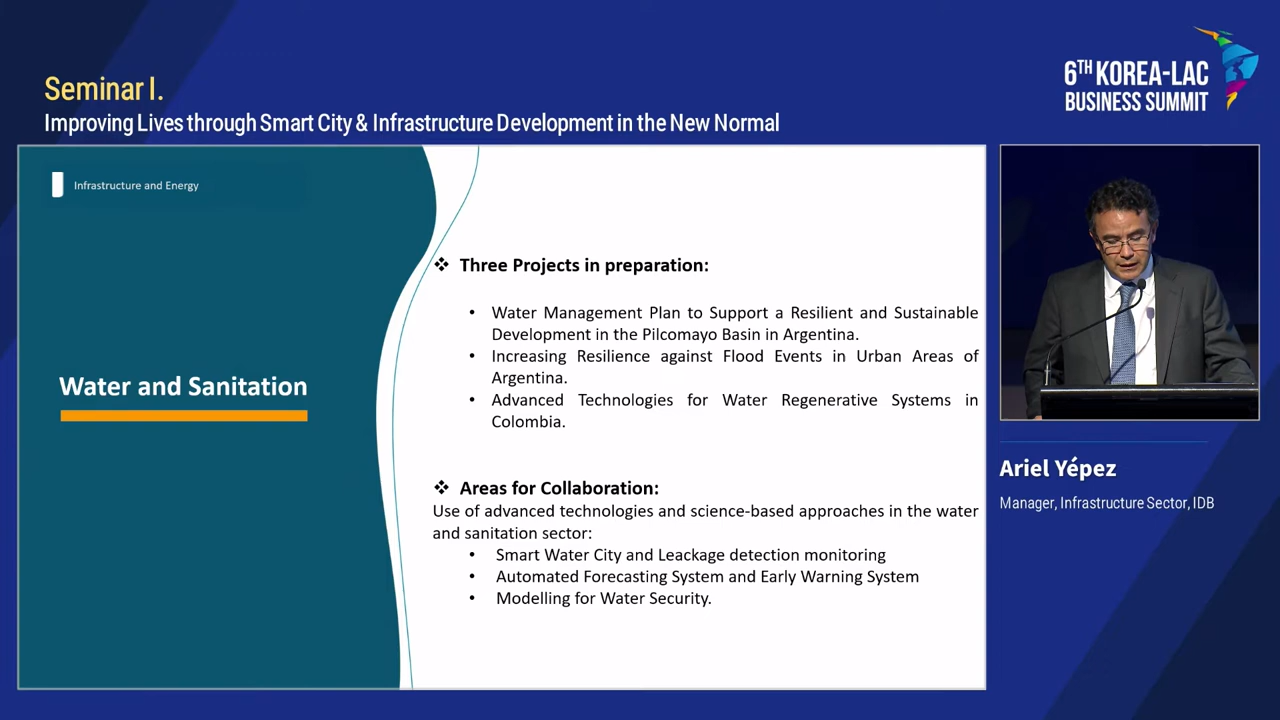 Seminar I.
Improving Lives through Smart City & Infrastructure Development in the New Normal
6TH KOREA-LAC
BUSINESS SUMMIT
Infrastructure and Energy
Water and Sanitation
❖ Three Projects in preparation:
• Water Management Plan to Support a Resilient and Sustainable
Development in the Pilcomayo Basin in Argentina.
• Increasing Resilience against Flood Events in Urban Areas of
Argentina.
• Advanced Technologies for Water Regenerative Systems in
Colombia.
❖ Areas for Collaboration:
Use of advanced technologies and science-based approaches in the water
and sanitation sector:
• Smart Water City and Leackage detection monitoring
• Automated Forecasting System and Early Warning System
• Modelling for Water Security.
Ariel Yépez
Manager, Infrastructure Sector, IDB